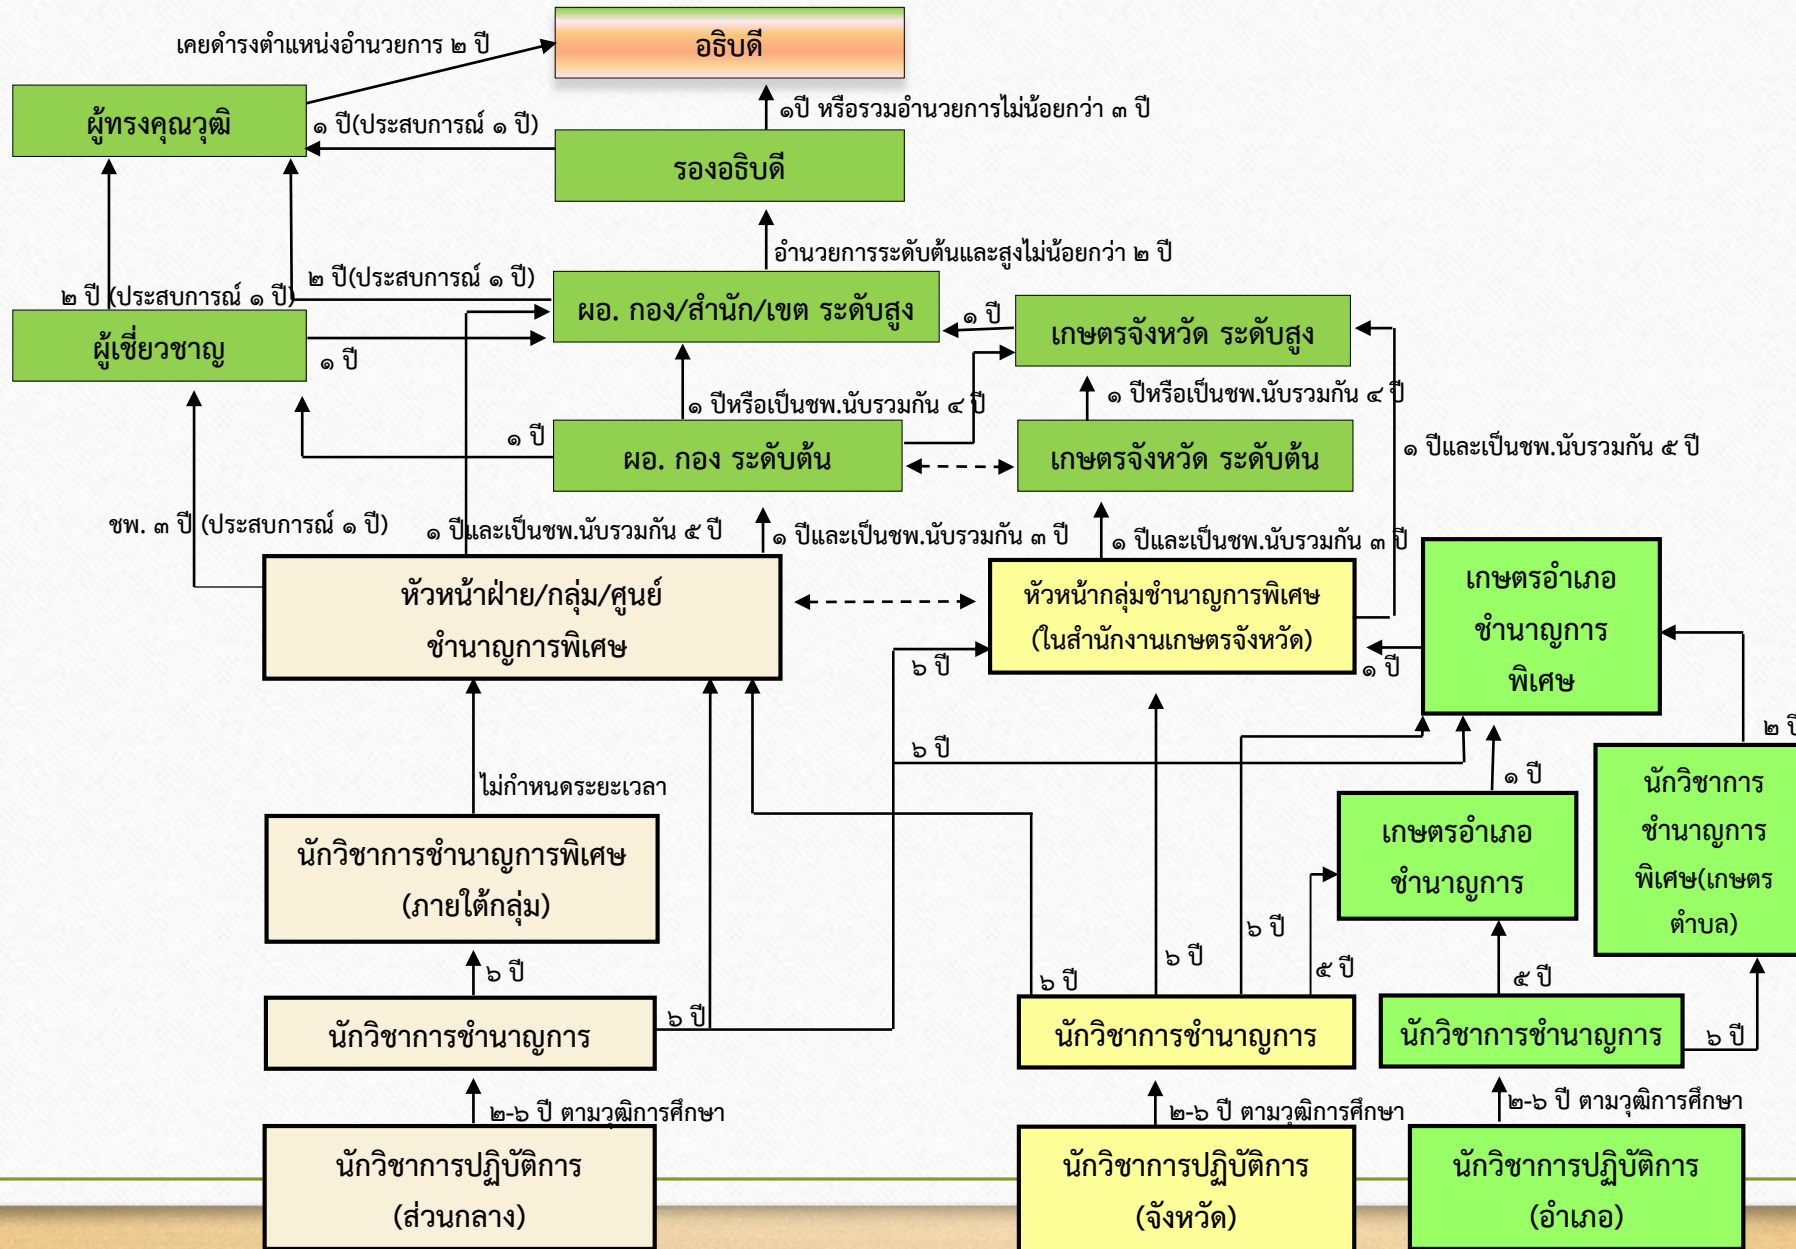 เคยดำรงตำแหน่งอำนวยการ ๒ ปี
อธิบดี
ผู้ทรงคุณวุฒิ
๑ ปี(ประสบการณ์ ๑ ปี)
๑ปี หรือรวมอำนวยการไม่น้อยกว่า ๓ ปี
รองอธิบดี
อำนวยการระดับต้นและสูงไม่น้อยกว่า ๒ ปี
๒ ปี (ประสบการณ์ ๑ ปี)
๒ ปี(ประสบการณ์ ๑ ปี)
ผอ. กอง/สำนัก/เขต ระดับสูง
๑ ปี
เกษตรจังหวัด ระดับสูง
ผู้เชี่ยวชาญ
๑ ปี
๑ ปีหรือเป็นชพ.นับรวมกัน ๔ ปี
๑ ปีหรือเป็นชพ.นับรวมกัน ๔ ปี
๑ ปี
ผอ. กอง ระดับต้น
เกษตรจังหวัด ระดับต้น
๑ ปีและเป็นชพ.นับรวมกัน ๕ ปี
ชพ. ๓ ปี (ประสบการณ์ ๑ ปี)
๑ ปีและเป็นชพ.นับรวมกัน ๕ ปี
๑ ปีและเป็นชพ.นับรวมกัน ๓ ปี
๑ ปีและเป็นชพ.นับรวมกัน ๓ ปี
หัวหน้าฝ่าย/กลุ่ม/ศูนย์
ชำนาญการพิเศษ
หัวหน้ากลุ่มชำนาญการพิเศษ
(ในสำนักงานเกษตรจังหวัด)
เกษตรอำเภอ
ชำนาญการ
พิเศษ
๖ ปี
๑ ปี
๖ ปี
๒ ปี
ไม่กำหนดระยะเวลา
๑ ปี
นักวิชาการ
ชำนาญการ
พิเศษ(เกษตร
ตำบล)
นักวิชาการชำนาญการพิเศษ
(ภายใต้กลุ่ม)
เกษตรอำเภอ
ชำนาญการ
๖ ปี
๖ ปี
๖ ปี
๖ ปี
๕ ปี
๕ ปี
๖ ปี
นักวิชาการชำนาญการ
นักวิชาการชำนาญการ
นักวิชาการชำนาญการ
๖ ปี
๒-๖ ปี ตามวุฒิการศึกษา
๒-๖ ปี ตามวุฒิการศึกษา
๒-๖ ปี ตามวุฒิการศึกษา
นักวิชาการปฏิบัติการ
(ส่วนกลาง)
นักวิชาการปฏิบัติการ
(จังหวัด)
นักวิชาการปฏิบัติการ
(อำเภอ)